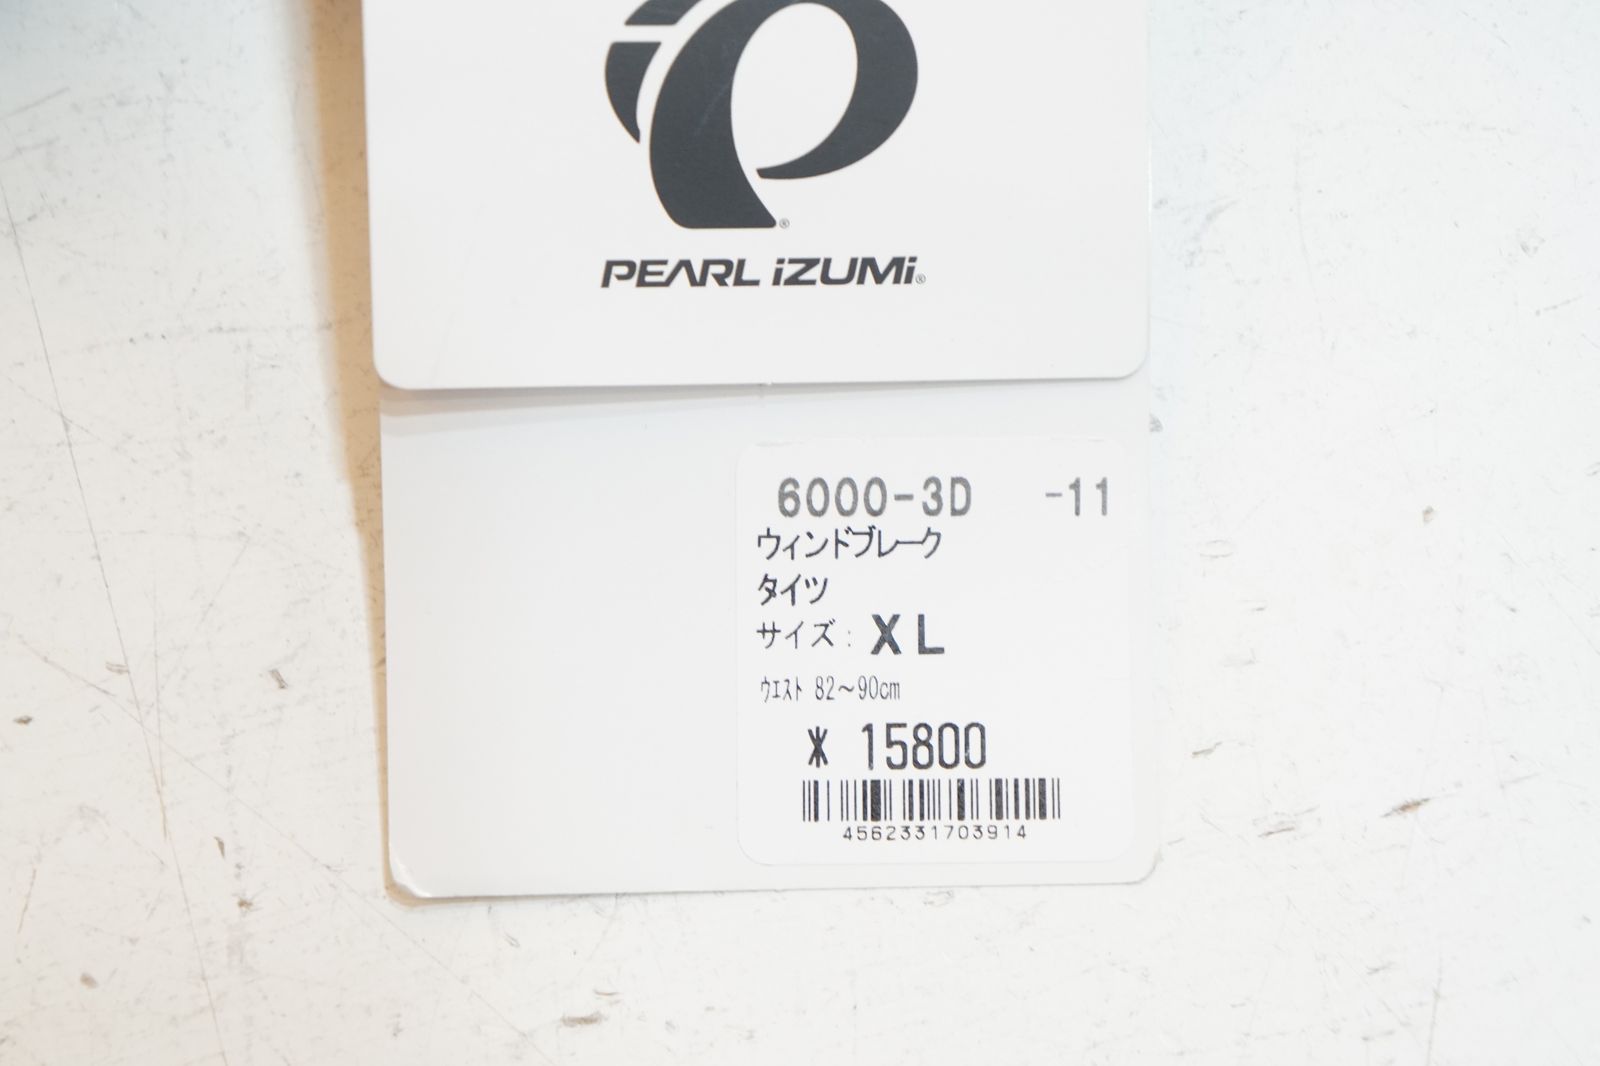 PEARL iZUMi®
6000-3D -11
ウィンドブレーク
タイツ
サイズ: XL
ウエスト 82～90cm
¥ 15800
4562331703914